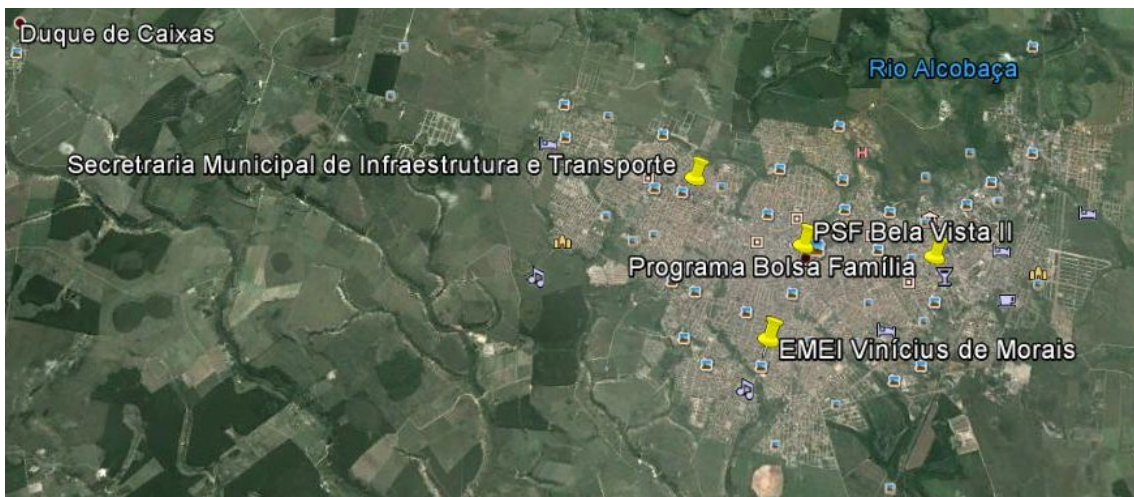 Duque de Caixas
Rio Alcobaça
Secretraria Municipal de Infraestrutura e Transporte
PSF Bela Vista II
Programa Bolsa Família
EMEI Vinícius de Morais